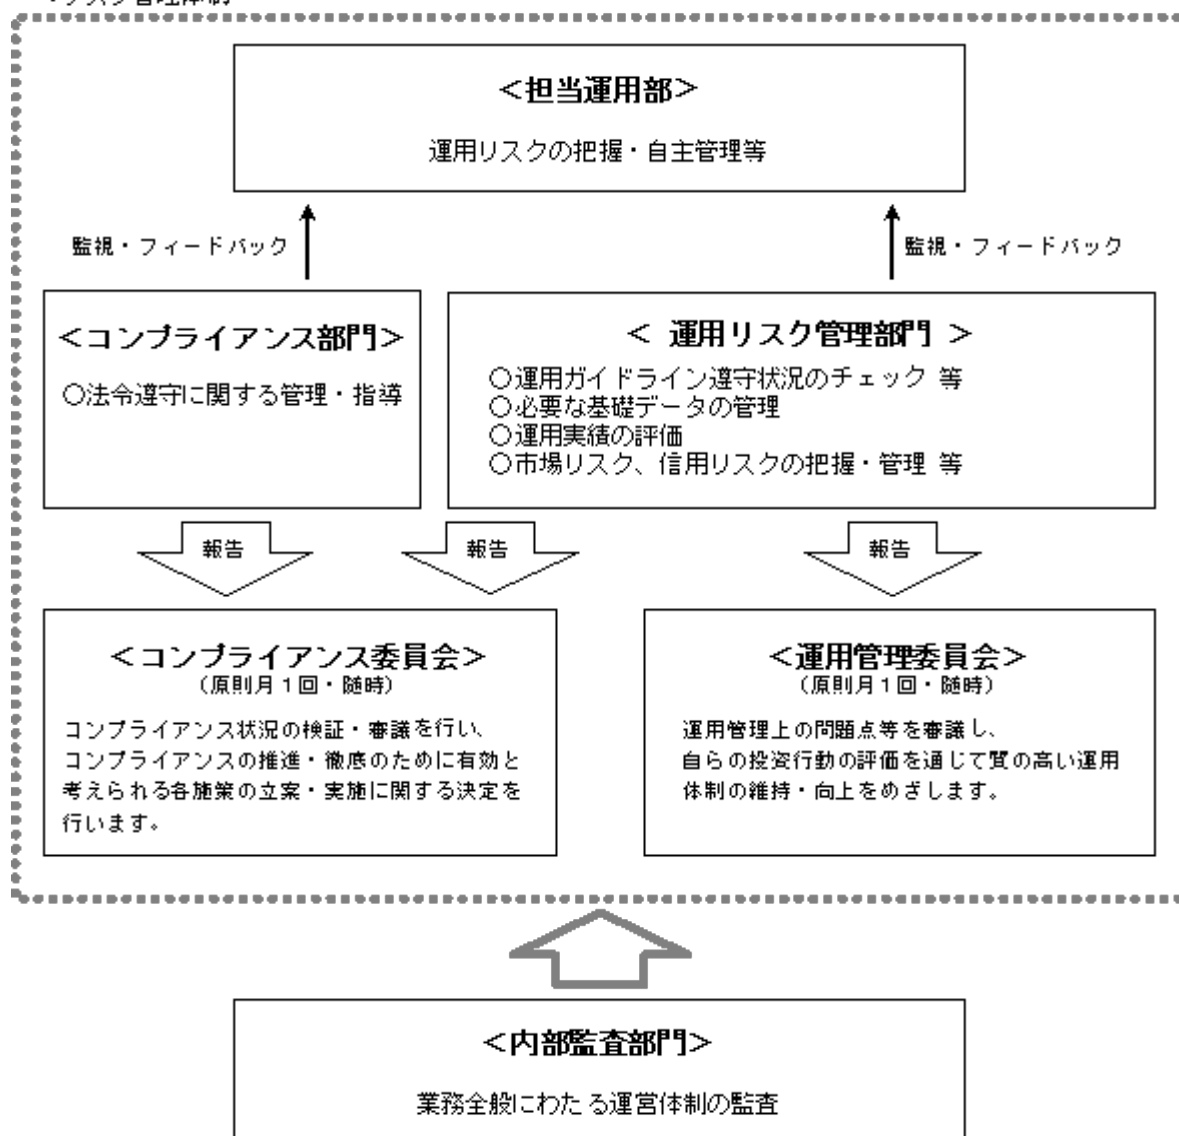 ＜担当運用部＞
運用リスクの把握・自主管理等
監視・フィードバック
監視・フィードバック
＜コンプライアンス部門＞
○法令遵守に関する管理・指導
＜ 運用リスク管理部門 ＞
○運用ガイドライン遵守状況のチェック 等
○必要な基礎データの管理
○運用実績の評価
○市場リスク、信用リスクの把握・管理 等
報告
報告
報告
＜コンプライアンス委員会＞
（原則月１回・随時）
コンプライアンス状況の検証・審議を行い、
コンプライアンスの推進・徹底のために有効と
考えられる各施策の立案・実施に関する決定を
行います。
＜運用管理委員会＞
（原則月１回・随時）
運用管理上の問題点等を審議し、
自らの投資行動の評価を通じて質の高い運用
体制の維持・向上をめざします。
＜内部監査部門＞
業務全般にわたる運営体制の監査